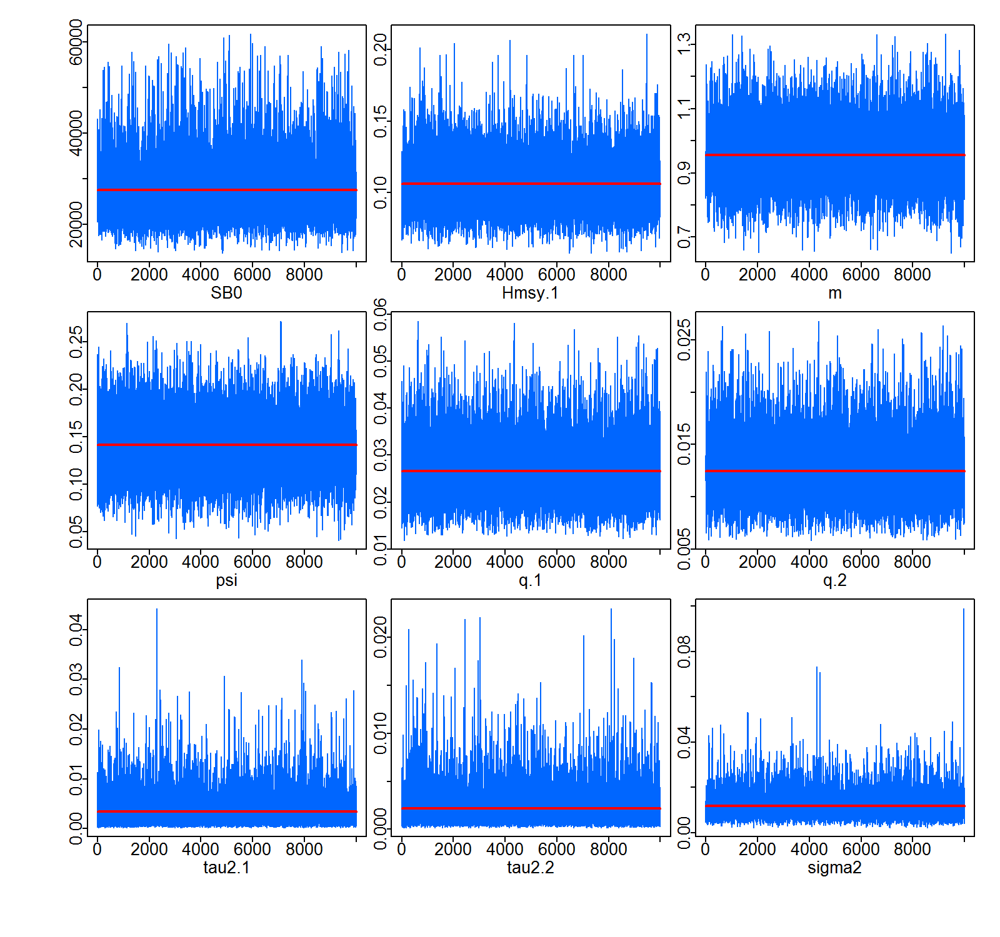 20000 40000 60000
0 2000 4000 6000 8000
SB0
0.10 0.15 0.20
0 2000 4000 6000 8000
Hmsy.1
0.7 0.9 1.1 1.3
0 2000 4000 6000 8000
m
0.05 0.10 0.15 0.20 0.25
0 2000 4000 6000 8000
psi
0.01 0.02 0.03 0.04 0.05 0.06
0 2000 4000 6000 8000
q.1
0.005 0.015 0.025
0 2000 4000 6000 8000
q.2
0.00 0.01 0.02 0.03 0.04
0 2000 4000 6000 8000
tau2.1
0.000 0.010 0.020
0 2000 4000 6000 8000
tau2.2
0.00 0.04 0.08
0 2000 4000 6000 8000
sigma2